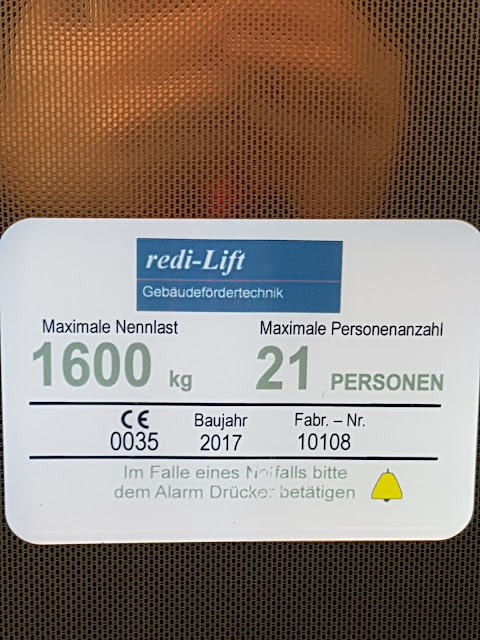 redi-Lift
Gebäudefördertechnik
Maximale Nennlast Maximale Personenanzahl
1600 kg 21 PERSONEN
CE Baujahr Fabr. – Nr.
0035 2017 10108
Im Falle eines Notfalls bitte
dem Alarm Drücker betätigen